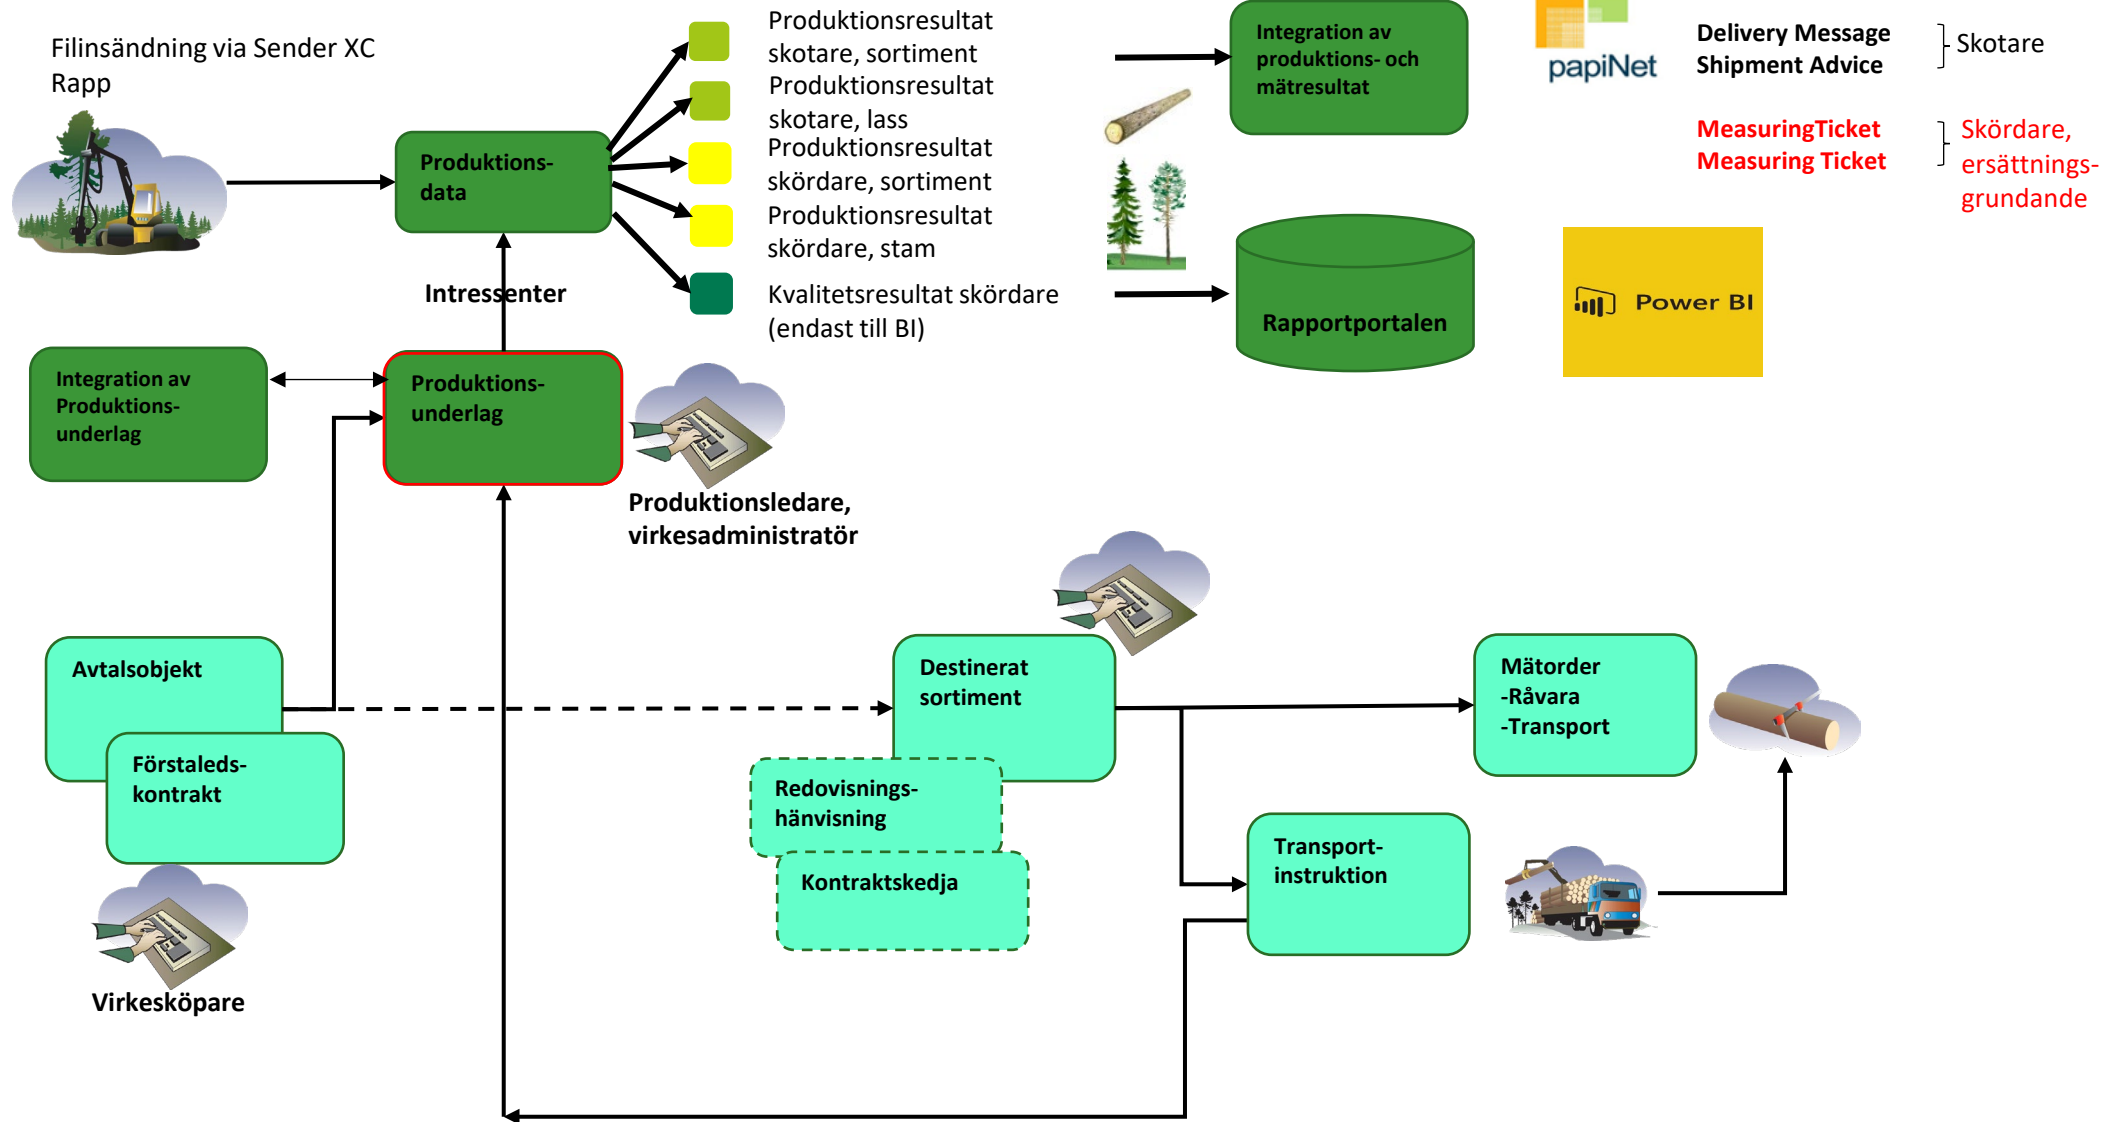 Filinsändning via Sender XC
Rapp
Produktions-
data
Produktionsresultat
skotare, sortiment
Produktionsresultat
skotare, lass
Produktionsresultat
skördare, sortiment
Produktionsresultat
skördare, stam
Kvalitetsresultat skördare
(endast till BI)
Integration av
produktions- och
mätresultat
papiNet
Delivery Message
Shipment Advice
Skotare
MeasuringTicket
Measuring Ticket
Skördare,
ersättnings-
grundande
Rapportportalen
Power BI
Intressenter
Integration av
Produktions-
underlag
Produktions-
underlag
Produktionsledare,
virkesadministratör
Avtalsobjekt
Förstaleds-
kontrakt
Virkesköpare
Destinerat
sortiment
Redovisnings-
hänvisning
Kontraktskedja
Mätorder
-Råvara
-Transport
Transport-
instruktion